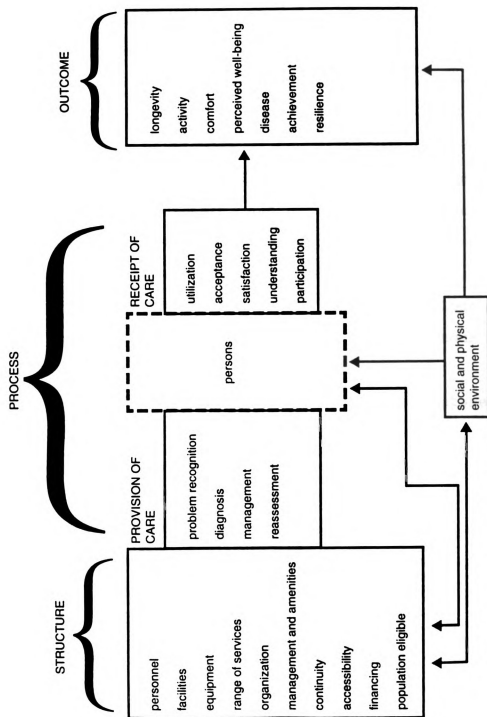 STRUCTURE
personnel
facilities
equipment
range of services
organization
management and amenities
continuity
accessibility
financing
population eligible
PROCESS
PROVISION OF
CARE
problem recognition
diagnosis
management
reassessment
persons
RECEIPT OF
CARE
utilization
acceptance
satisfaction
understanding
participation
OUTCOME
longevity
activity
comfort
perceived well-being
disease
achievement
resilience
social and physical
environment